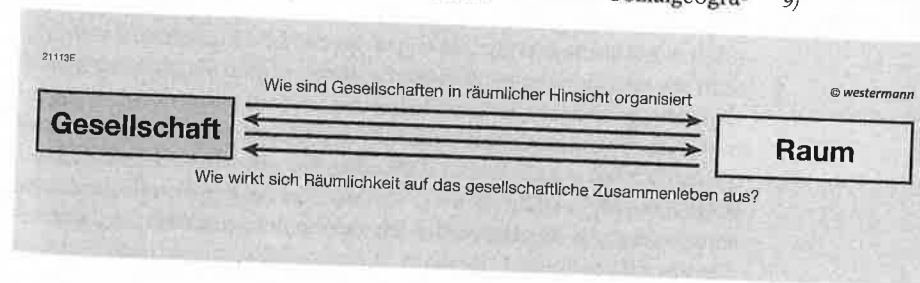 9)
21113E
Wie sind Gesellschaften in räumlicher Hinsicht organisiert
© westermann
Gesellschaft
Raum
Wie wirkt sich Räumlichkeit auf das gesellschaftliche Zusammenleben aus?